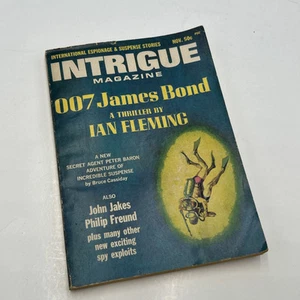 INTERNATIONAL ESPIONAGE & SUSPENSE STORIES
NOV. 50c
INTRIGUE
MAGAZINE
007 James Bond
A THRILLER BY
IAN FLEMING
A NEW
SECRET AGENT PETER BARON
ADVENTURE OF
INCREDIBLE SUSPENSE
by Bruce Cassiday
ALSO
John Jakes
Philip Freund
plus many other
new exciting
spy exploits